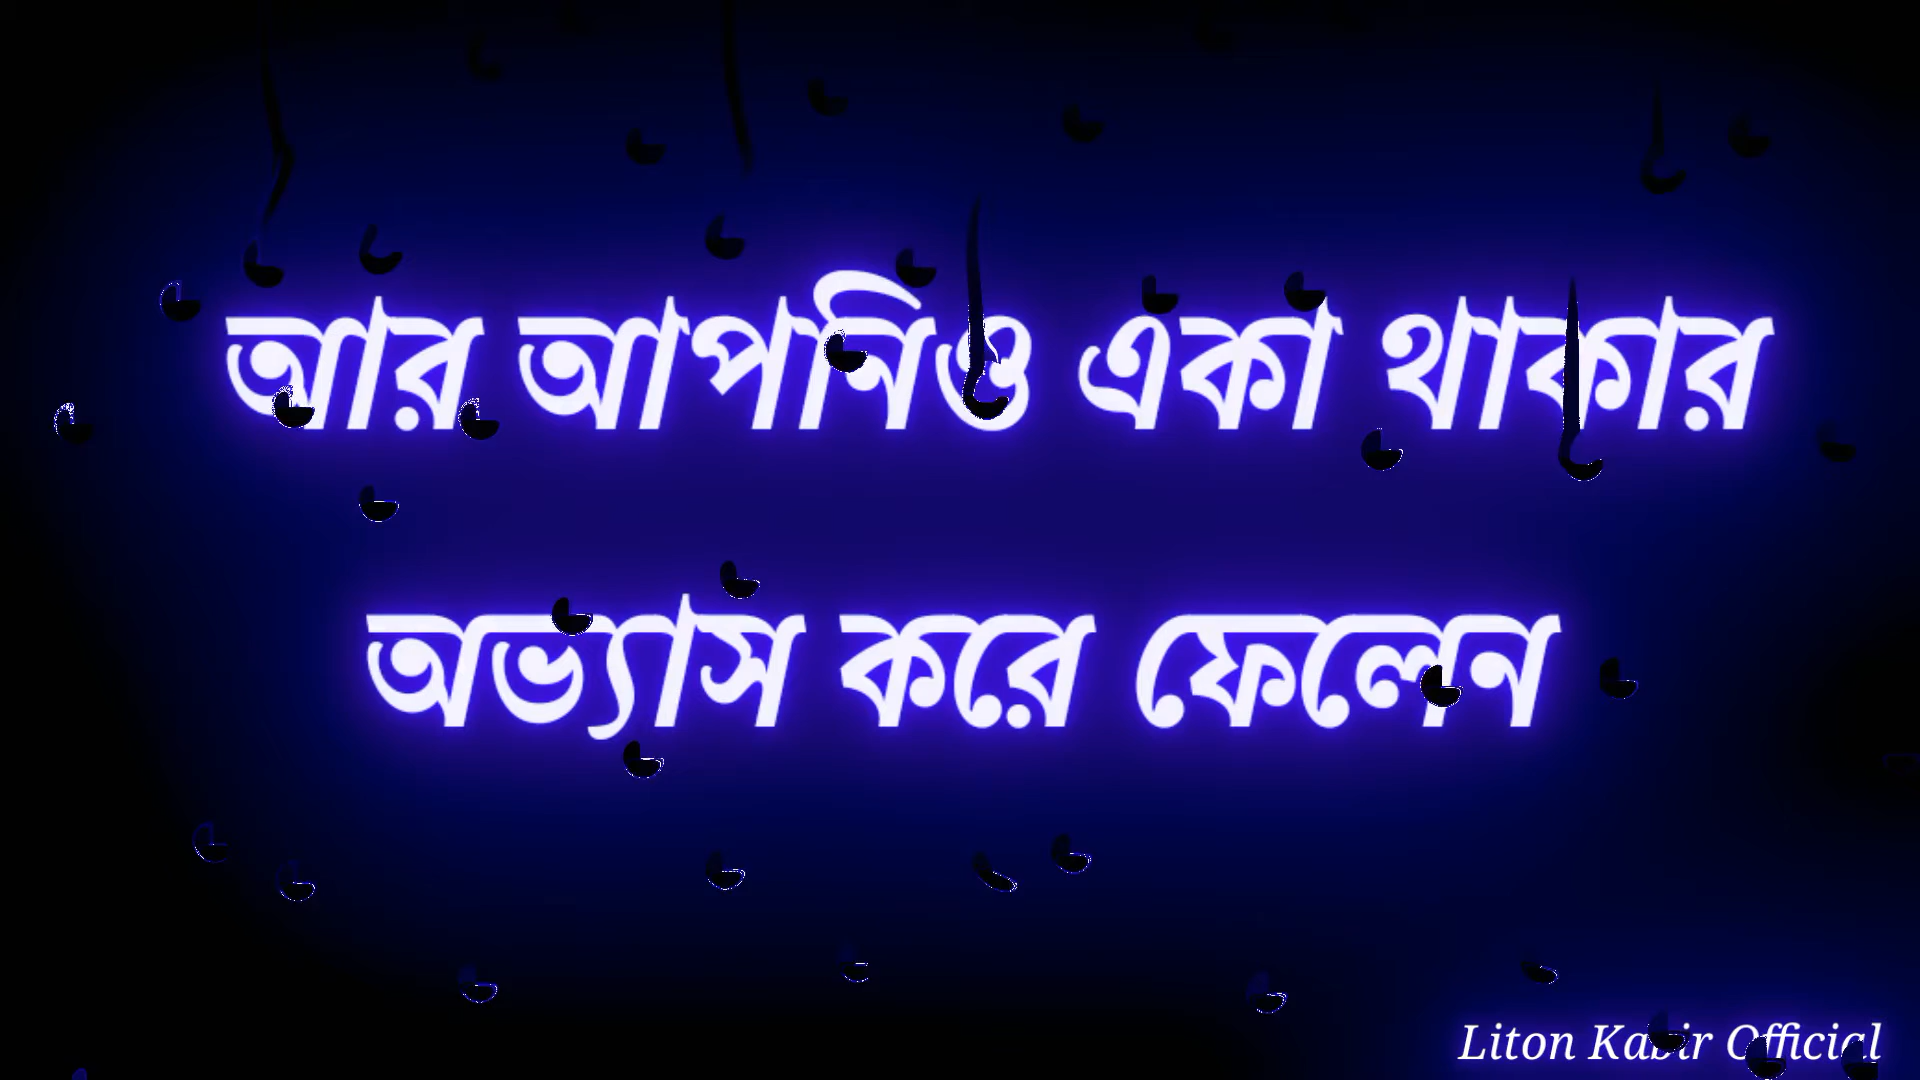 আর আপনিও একা থাকার
অভ্যাস করে ফেলেন
Liton Kabir Official